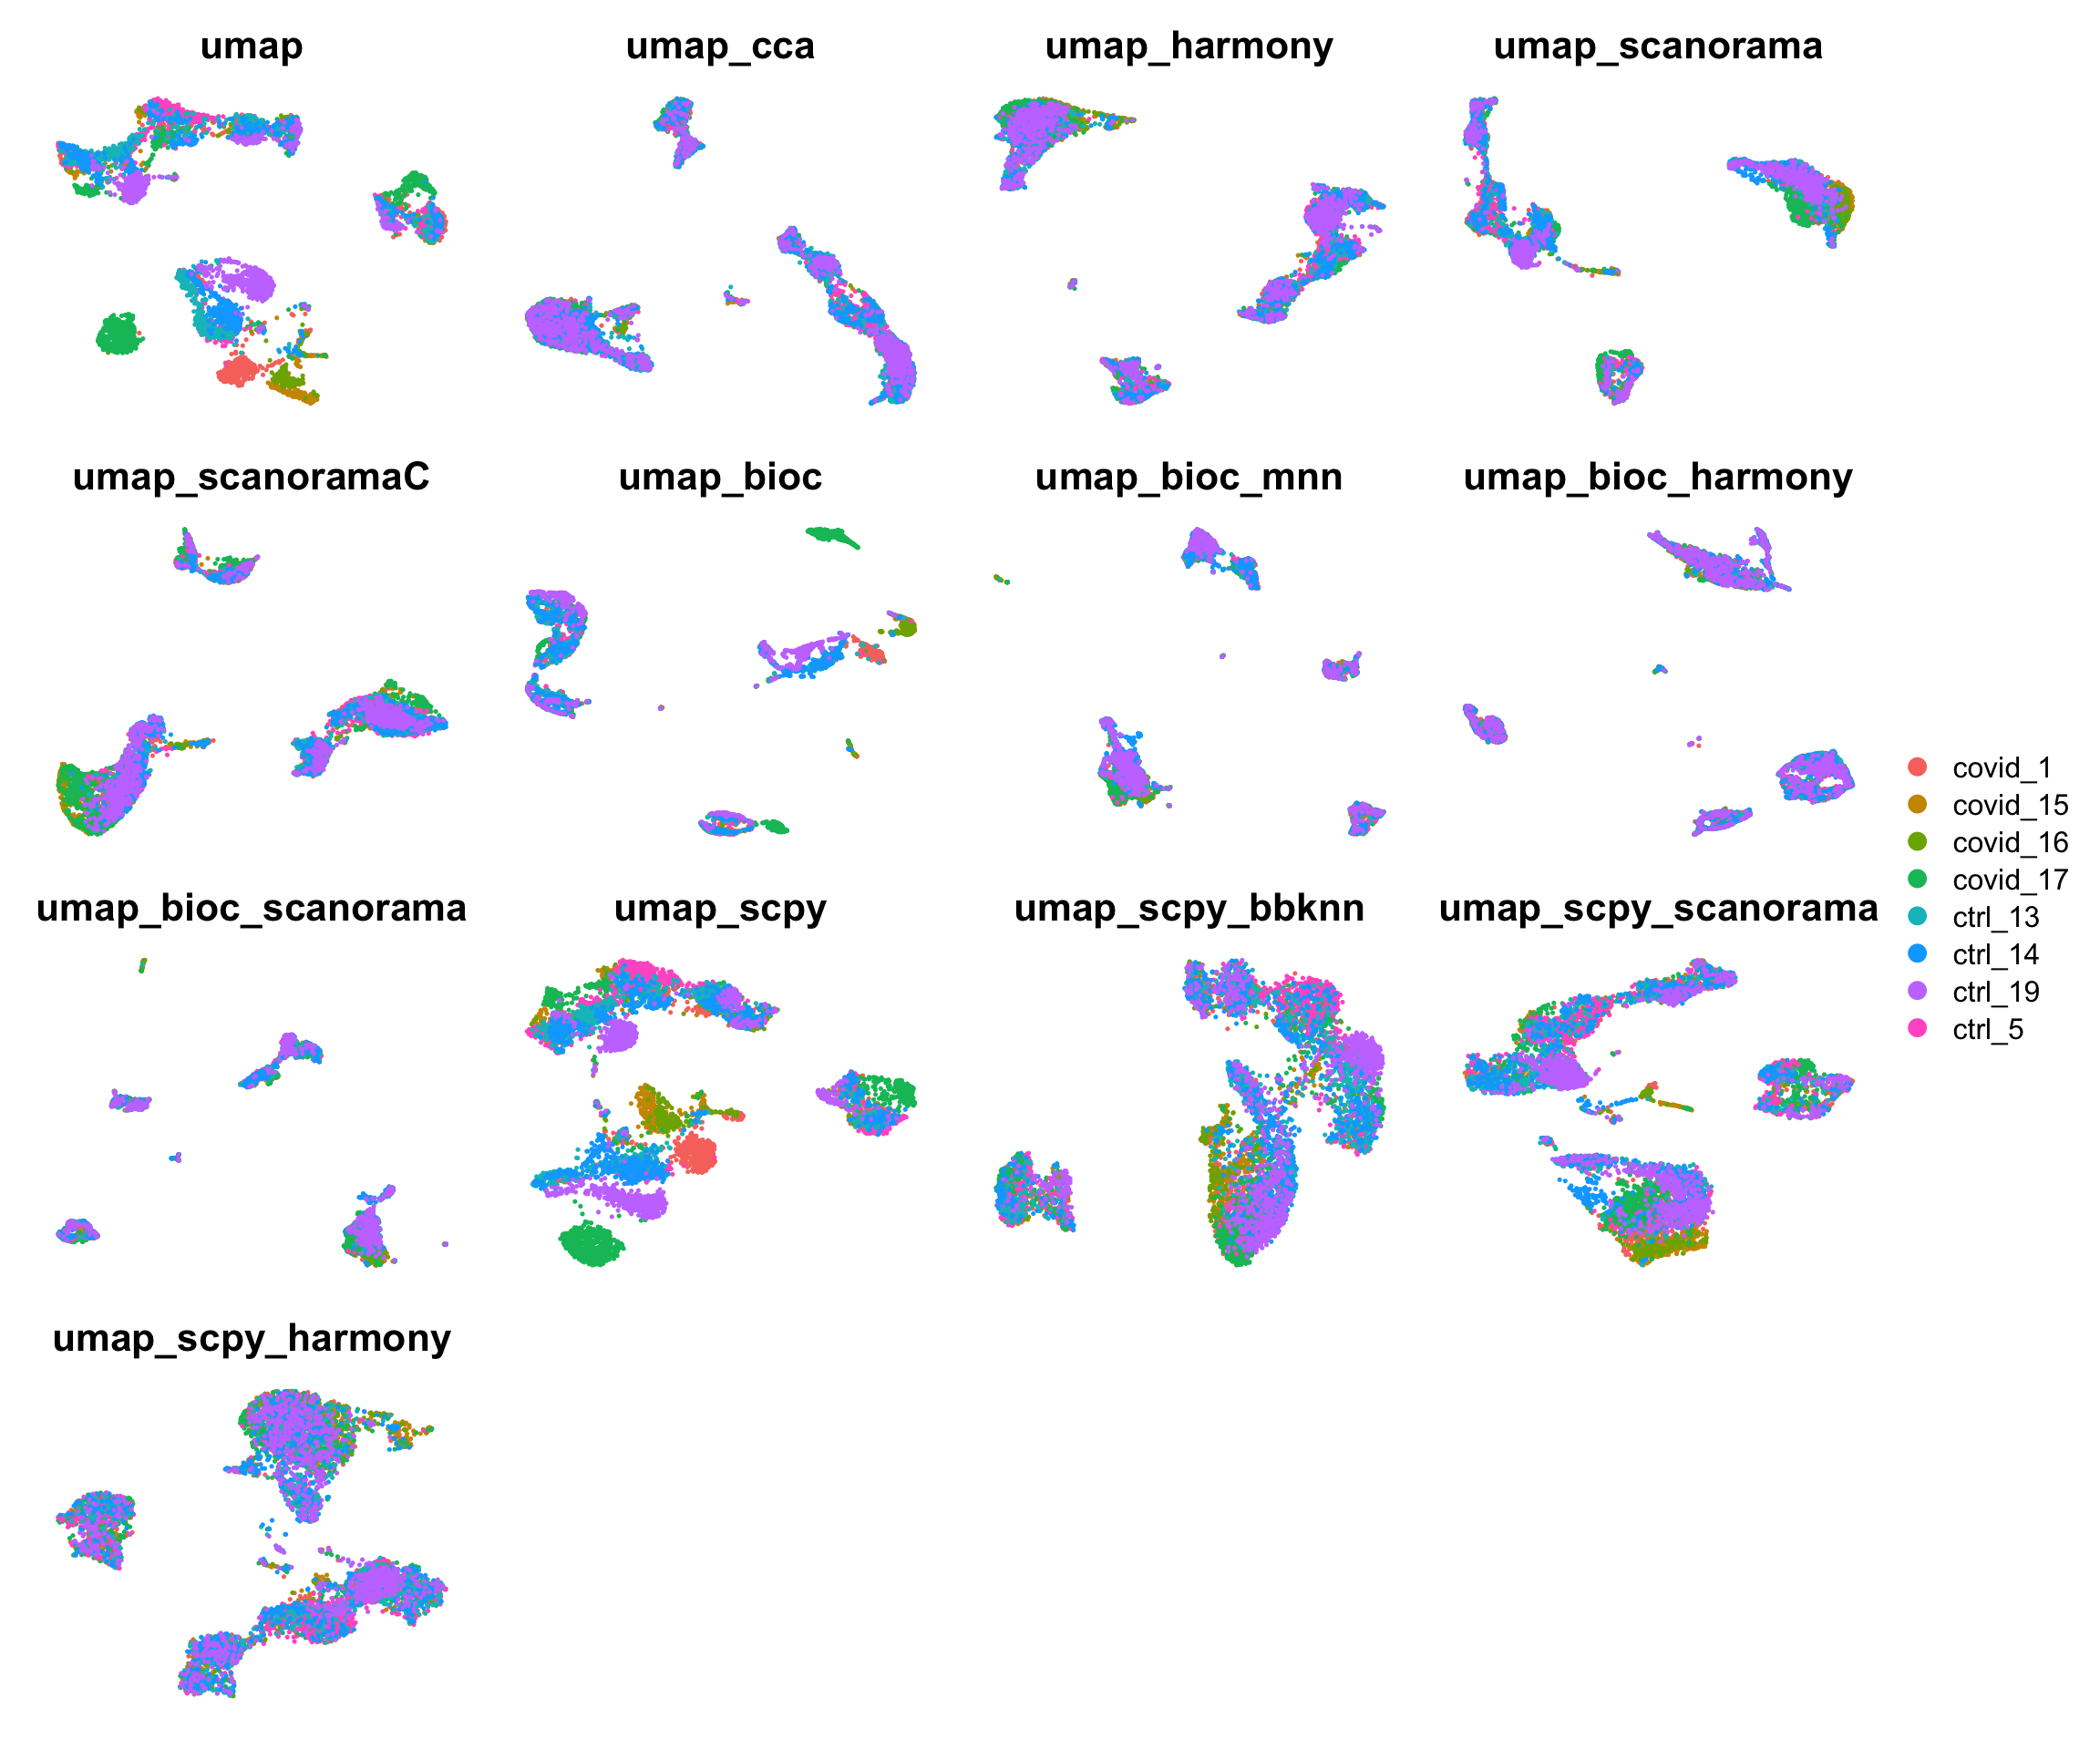 umap
umap_cca
umap_harmony
umap_scanorama
umap_scanoramaC
umap_bioc
umap_bioc_mnn
umap_bioc_harmony
covid_1
covid_15
covid_16
covid_17
ctrl_13
ctrl_14
ctrl_19
ctrl_5
umap_bioc_scanorama
umap_scpy
umap_scpy_bbknn
umap_scpy_scanorama
umap_scpy_harmony